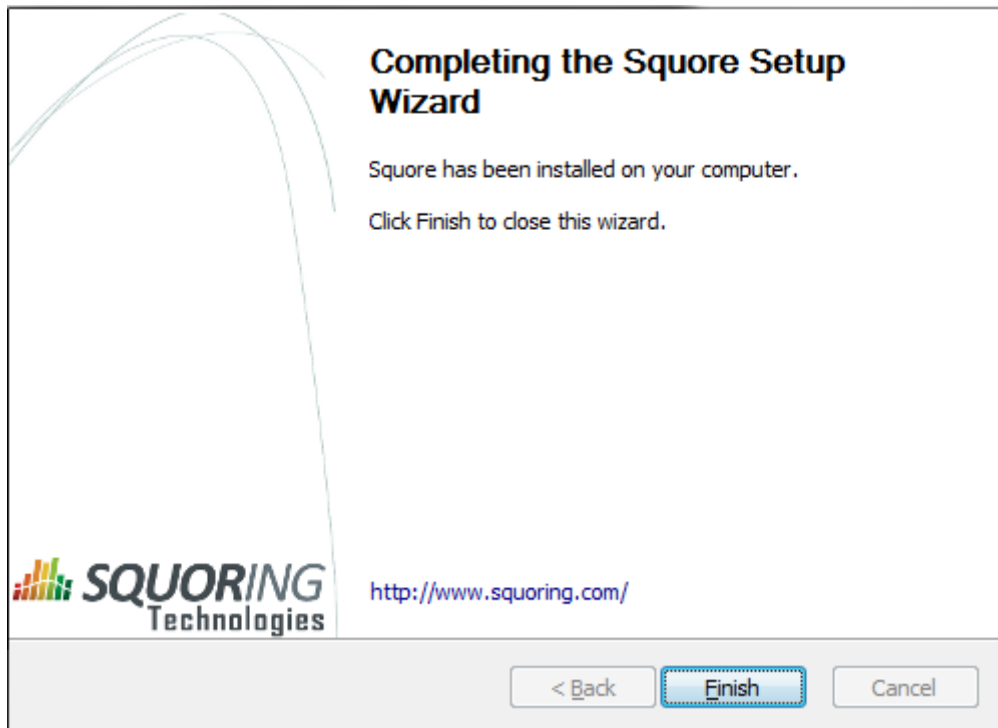 Completing the Squore Setup
Wizard
Squore has been installed on your computer.
Click Finish to close this wizard.
SQUORING
Technologies
http://www.squoring.com/
< Back
Finish
Cancel